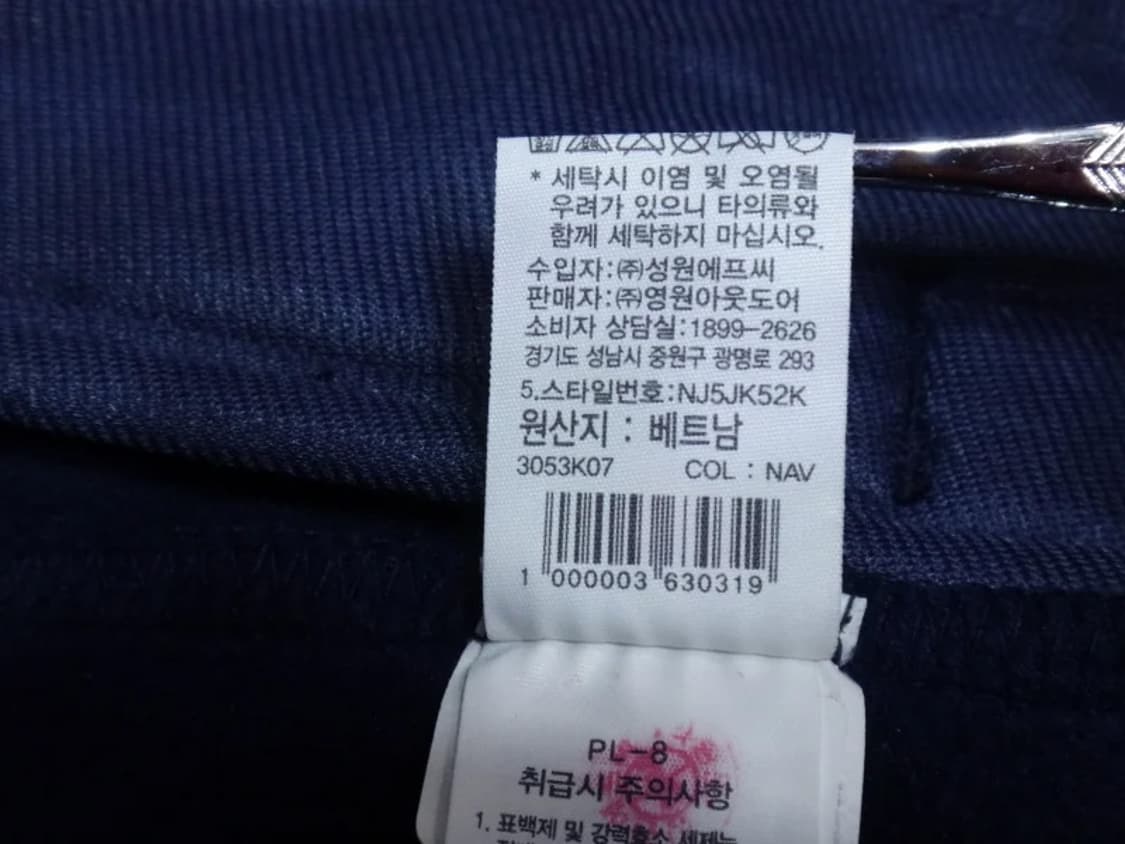 * 세탁시 이염 및 오염될
우려가 있으니 타의류와
함께 세탁하지 마십시오.
수입자:㈜성원에프씨
판매자:㈜영원아웃도어
소비자 상담실:1899-2626
경기도 성남시 중원구 광명로 293
5.스타일번호:NJ5JK52K
원산지 : 베트남
3053K07 COL : NAV
1 000003 630319
PL-8
취급시 주의사항
1. 표백제 및 강력효소 세제는